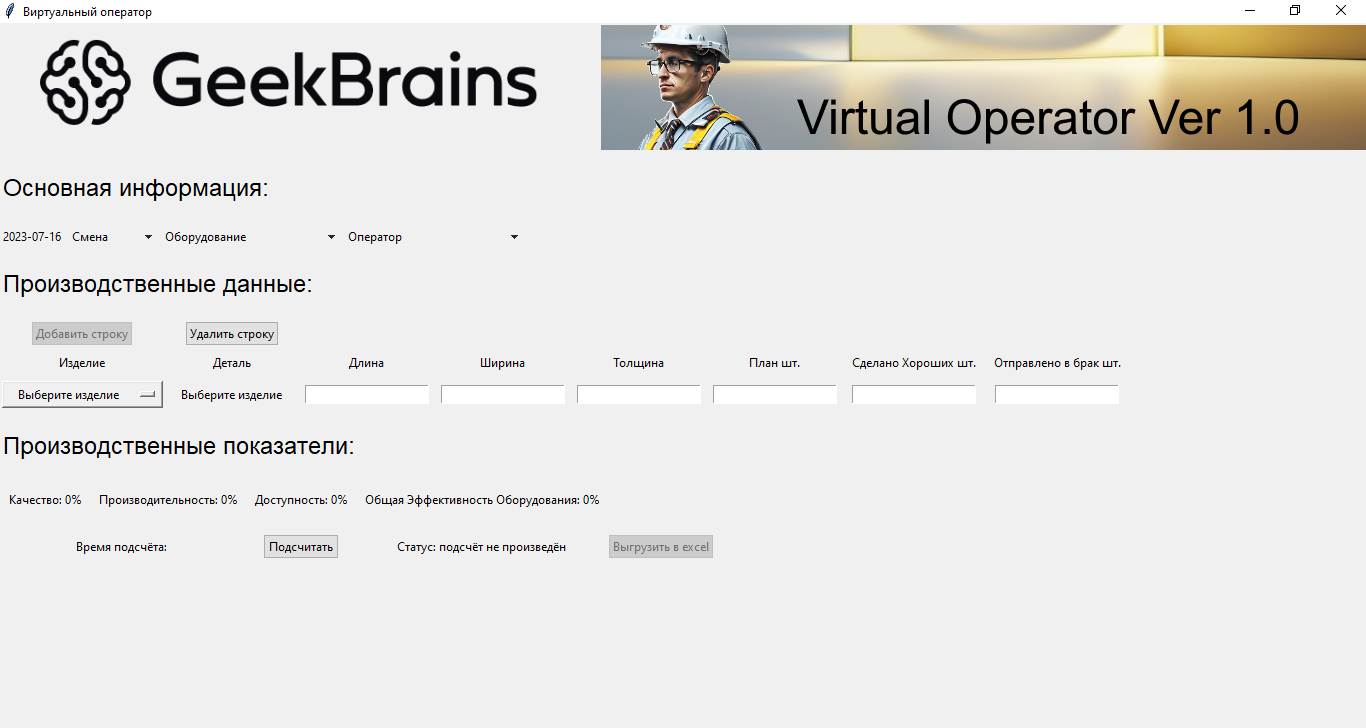 Виртуальный оператор
GeekBrains
Virtual Operator Ver 1.0
Основная информация:
2023-07-16 Смена Оборудование Оператор
Производственные данные:
Добавить строку Удалить строку
Изделие Деталь Длина Ширина Толщина План шт. Сделано Хороших шт. Отправлено в брак шт.
Выберите изделие Выберите изделие
Производственные показатели:
Качество: 0% Производительность: 0% Доступность: 0% Общая Эффективность Оборудования: 0%
Время подсчёта: Подсчитать Статус: подсчёт не произведён Выгрузить в excel